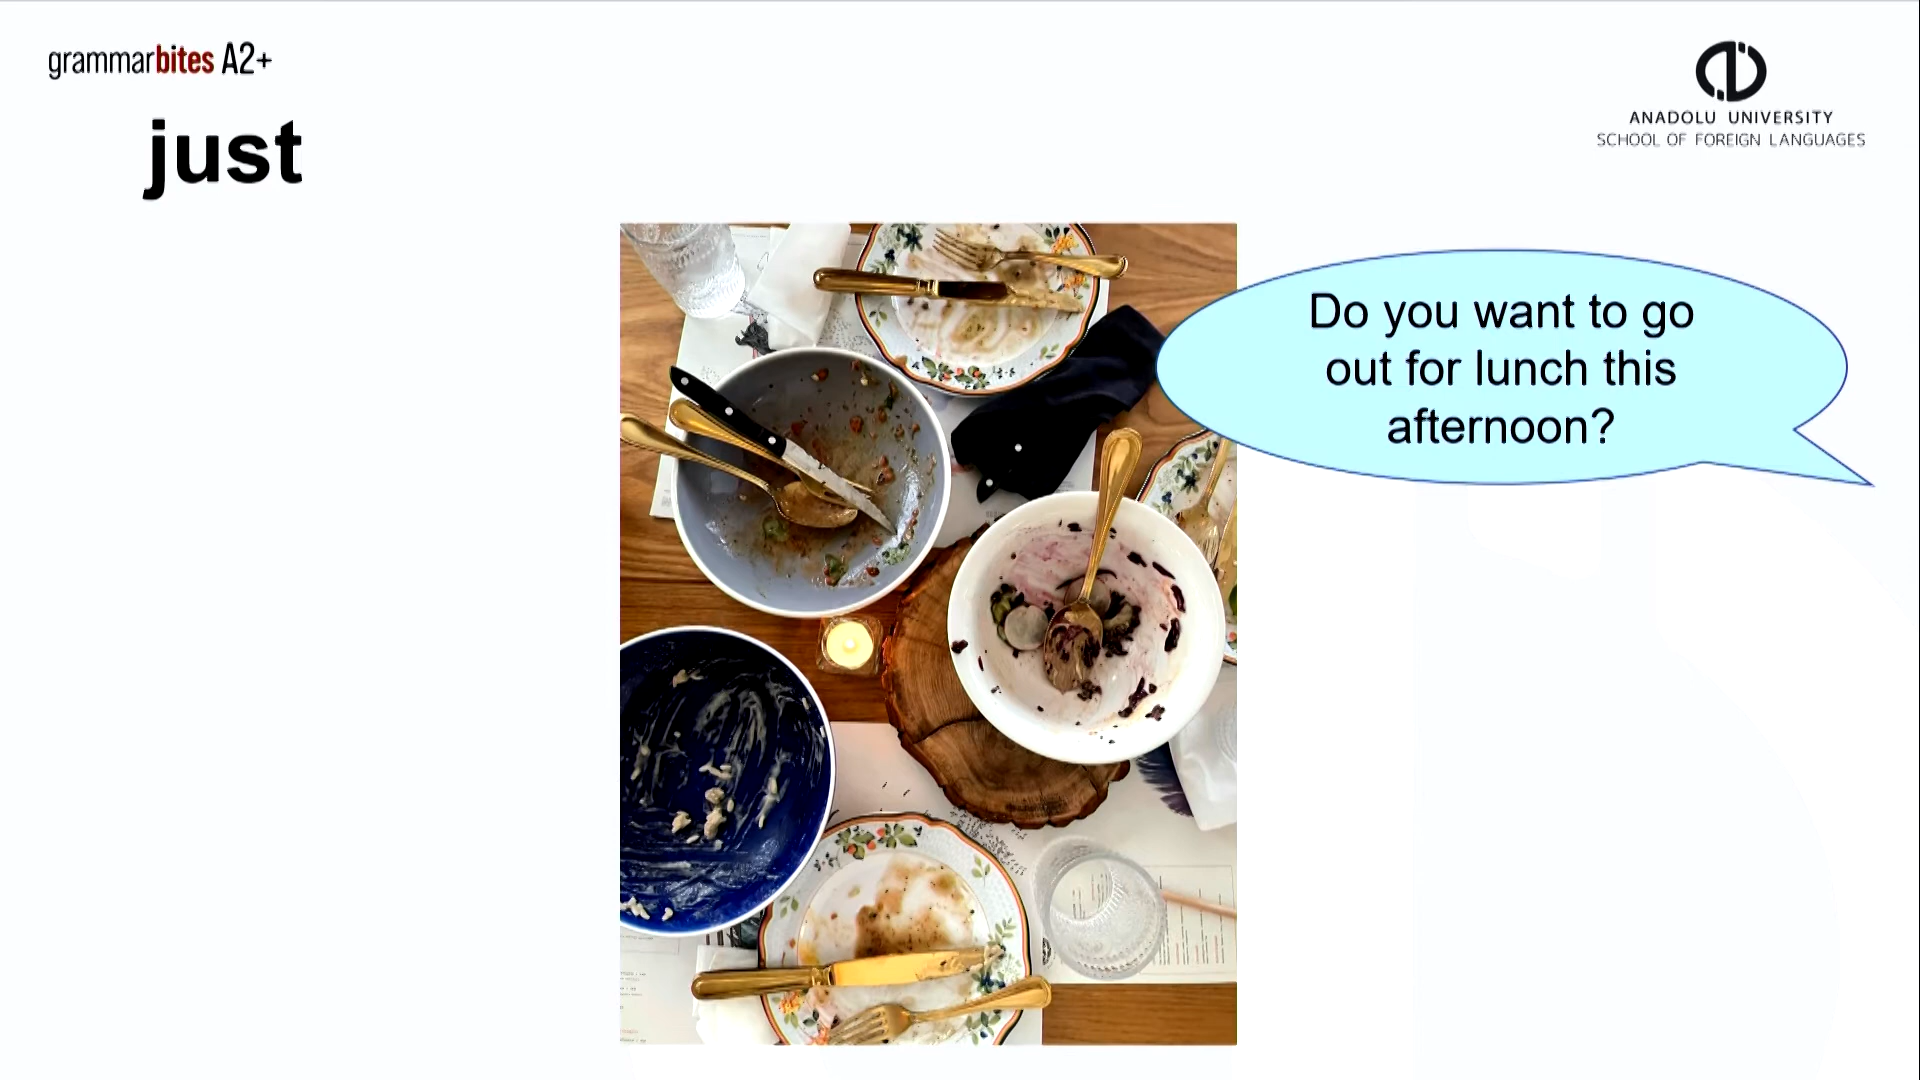 grammarbites A2+
just
ANADOLU UNIVERSITY
SCHOOL OF FOREIGN LANGUAGES
Do you want to go
out for lunch this
afternoon?